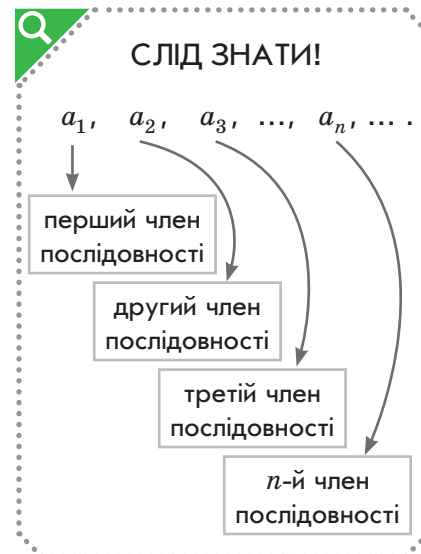 СЛІД ЗНАТИ!
a₁, a₂, a₃, ..., aₙ, ... .
перший член
послідовності
другий член
послідовності
третій член
послідовності
n-й член
послідовності